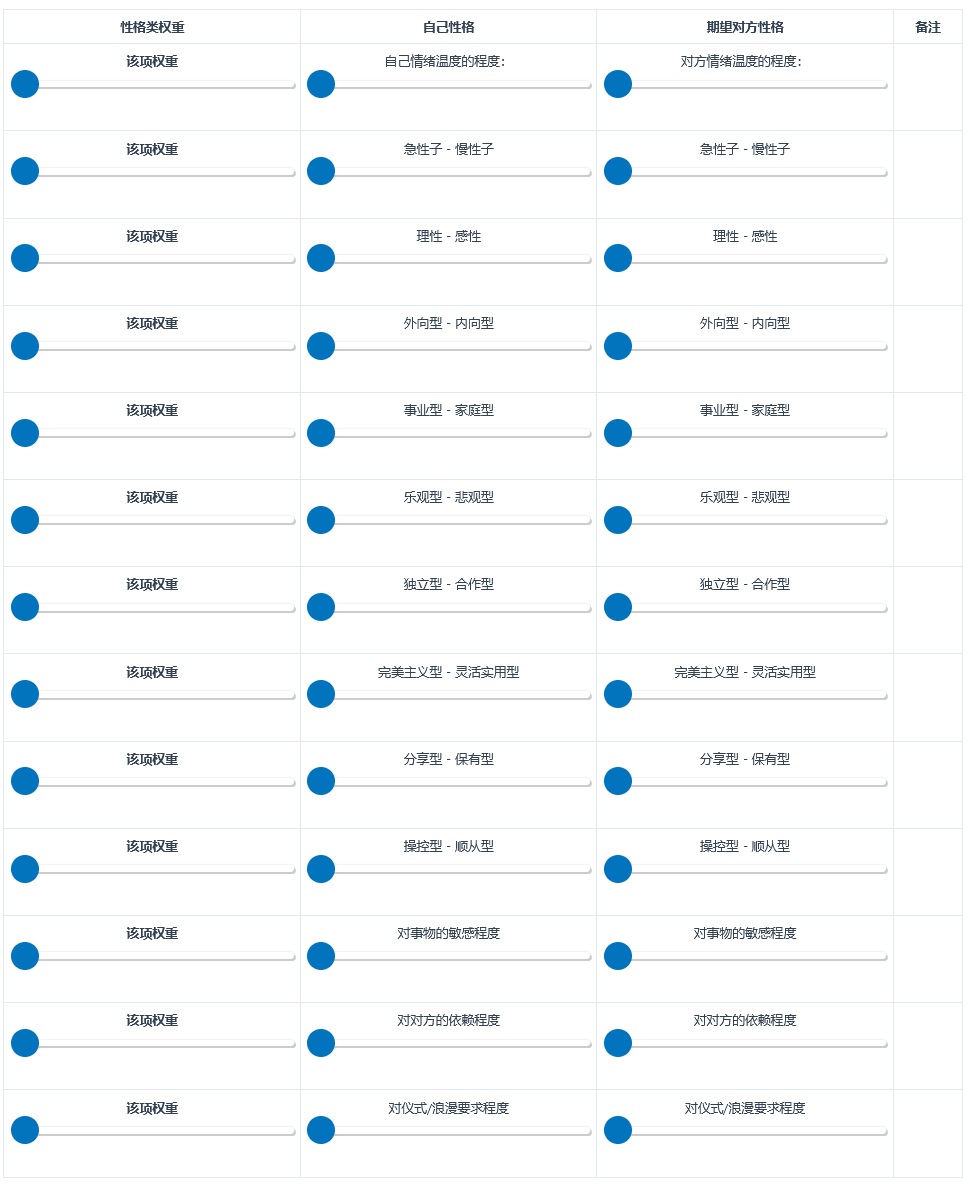 性格类权重 自己性格 期望对方性格 备注
该项权重 自己情绪温度的程度: 对方情绪温度的程度:
该项权重 急性子 - 慢性子 急性子 - 慢性子
该项权重 理性 - 感性 理性 - 感性
该项权重 外向型 - 内向型 外向型 - 内向型
该项权重 事业型 - 家庭型 事业型 - 家庭型
该项权重 乐观型 - 悲观型 乐观型 - 悲观型
该项权重 独立型 - 合作型 独立型 - 合作型
该项权重 完美主义型 - 灵活实用型 完美主义型 - 灵活实用型
该项权重 分享型 - 保有型 分享型 - 保有型
该项权重 操控型 - 顺从型 操控型 - 顺从型
该项权重 对事物的敏感程度 对事物的敏感程度
该项权重 对对方的依赖程度 对对方的依赖程度
该项权重 对仪式/浪漫要求程度 对仪式/浪漫要求程度